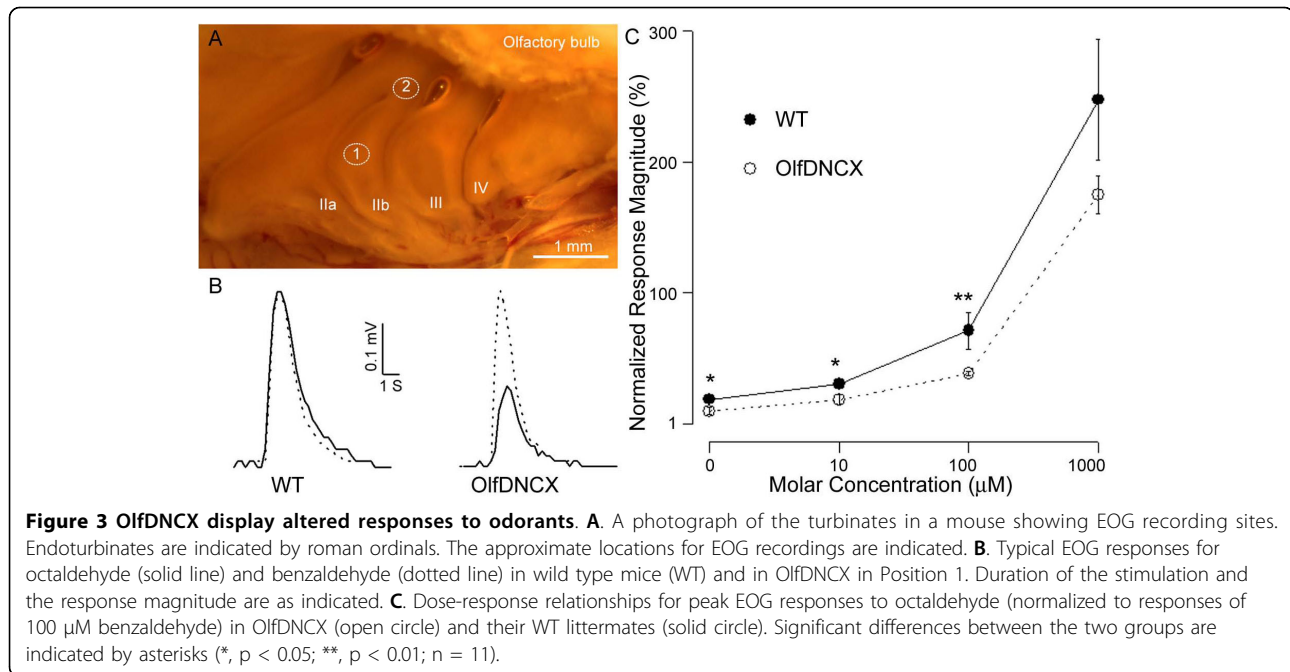 A
Olfactory bulb
2
1
IIa
IIb
III
IV
1 mm
B
0.1 mV
1 S
WT
OlfDNCX
C
300
200
100
1
Normalized Response Magnitude (%)
WT
OlfDNCX
*
*
**
0
10
100
1000
Molar Concentration (μM)
Figure 3 OlfDNCX display altered responses to odorants. A. A photograph of the turbinates in a mouse showing EOG recording sites.
Endoturbinates are indicated by roman ordinals. The approximate locations for EOG recordings are indicated. B. Typical EOG responses for
octaldehyde (solid line) and benzaldehyde (dotted line) in wild type mice (WT) and in OlfDNCX in Position 1. Duration of the stimulation and
the response magnitude are as indicated. C. Dose-response relationships for peak EOG responses to octaldehyde (normalized to responses of
100 μM benzaldehyde) in OlfDNCX (open circle) and their WT littermates (solid circle). Significant differences between the two groups are
indicated by asterisks (*, p < 0.05; **, p < 0.01; n = 11).